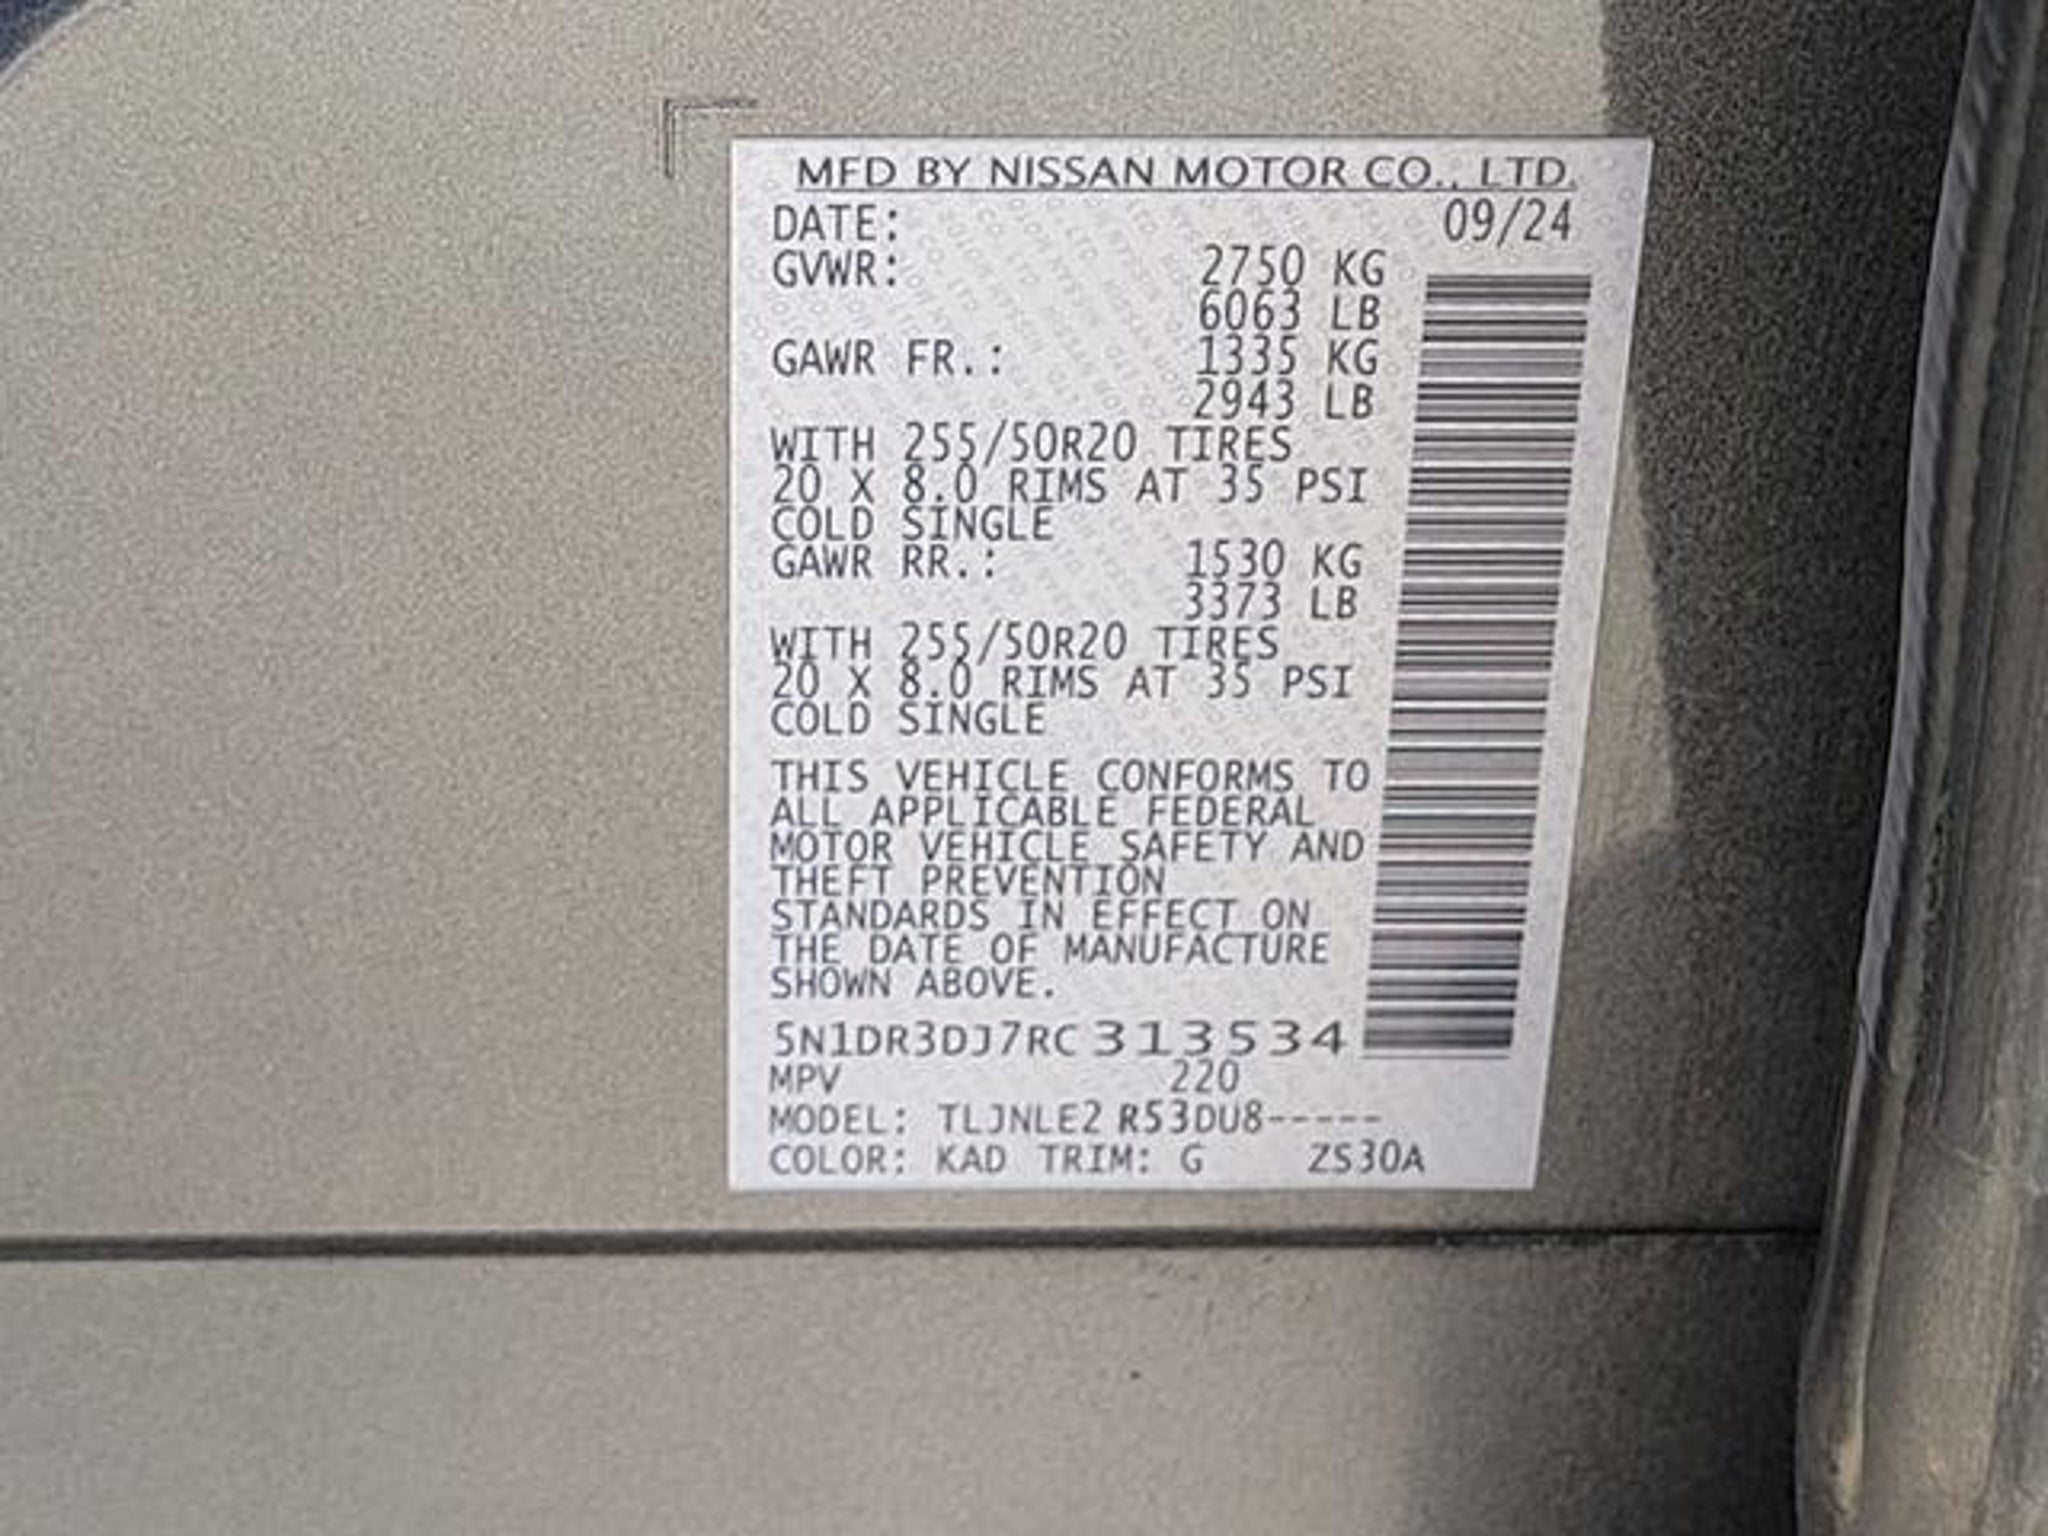 MFD BY NISSAN MOTOR CO., LTD.
DATE: 09/24
GVWR: 2750 KG
6063 LB
GAWR FR.: 1335 KG
2943 LB
WITH 255/50R20 TIRES
20 X 8.0 RIMS AT 35 PSI
COLD SINGLE
GAWR RR.: 1530 KG
3373 LB
WITH 255/50R20 TIRES
20 X 8.0 RIMS AT 35 PSI
COLD SINGLE
THIS VEHICLE CONFORMS TO
ALL APPLICABLE FEDERAL
MOTOR VEHICLE SAFETY AND
THEFT PREVENTION
STANDARDS IN EFFECT ON
THE DATE OF MANUFACTURE
SHOWN ABOVE.
5N1DR3DJ7RC313534
MPV 220
MODEL: TLJNLE2 R53DU8-----
COLOR: KAD TRIM: G ZS30A